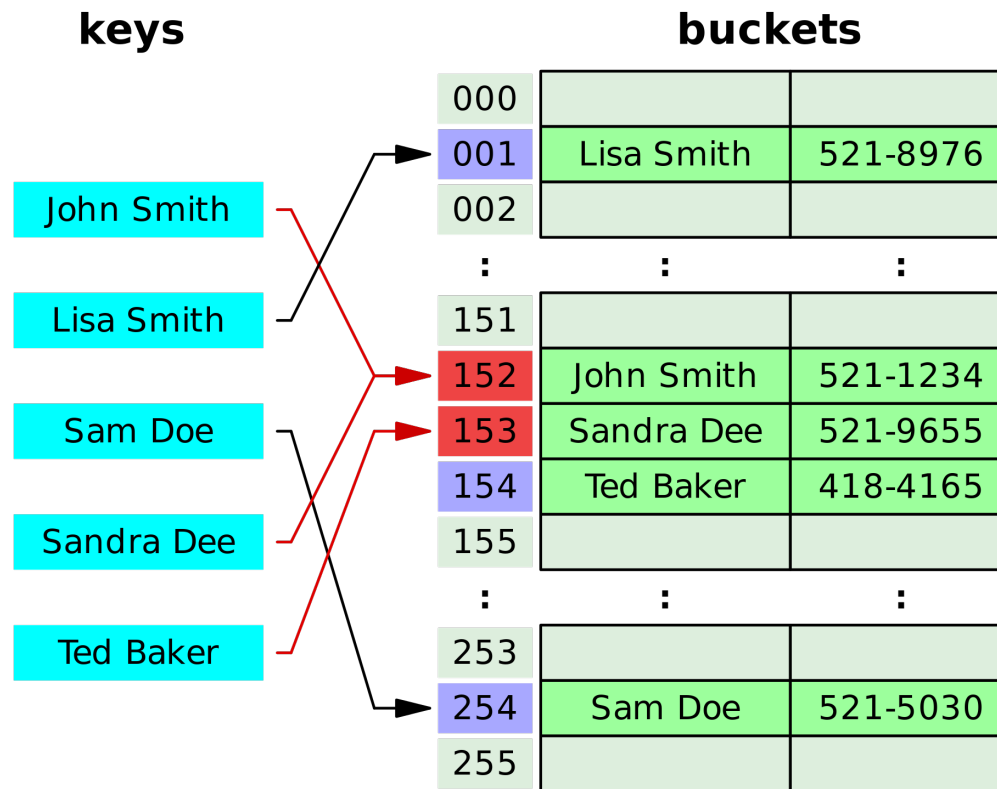 keys buckets
000
001 Lisa Smith 521-8976
John Smith 002
: : :
Lisa Smith 151
152 John Smith 521-1234
Sam Doe 153 Sandra Dee 521-9655
154 Ted Baker 418-4165
Sandra Dee 155
: : :
Ted Baker 253
254 Sam Doe 521-5030
255